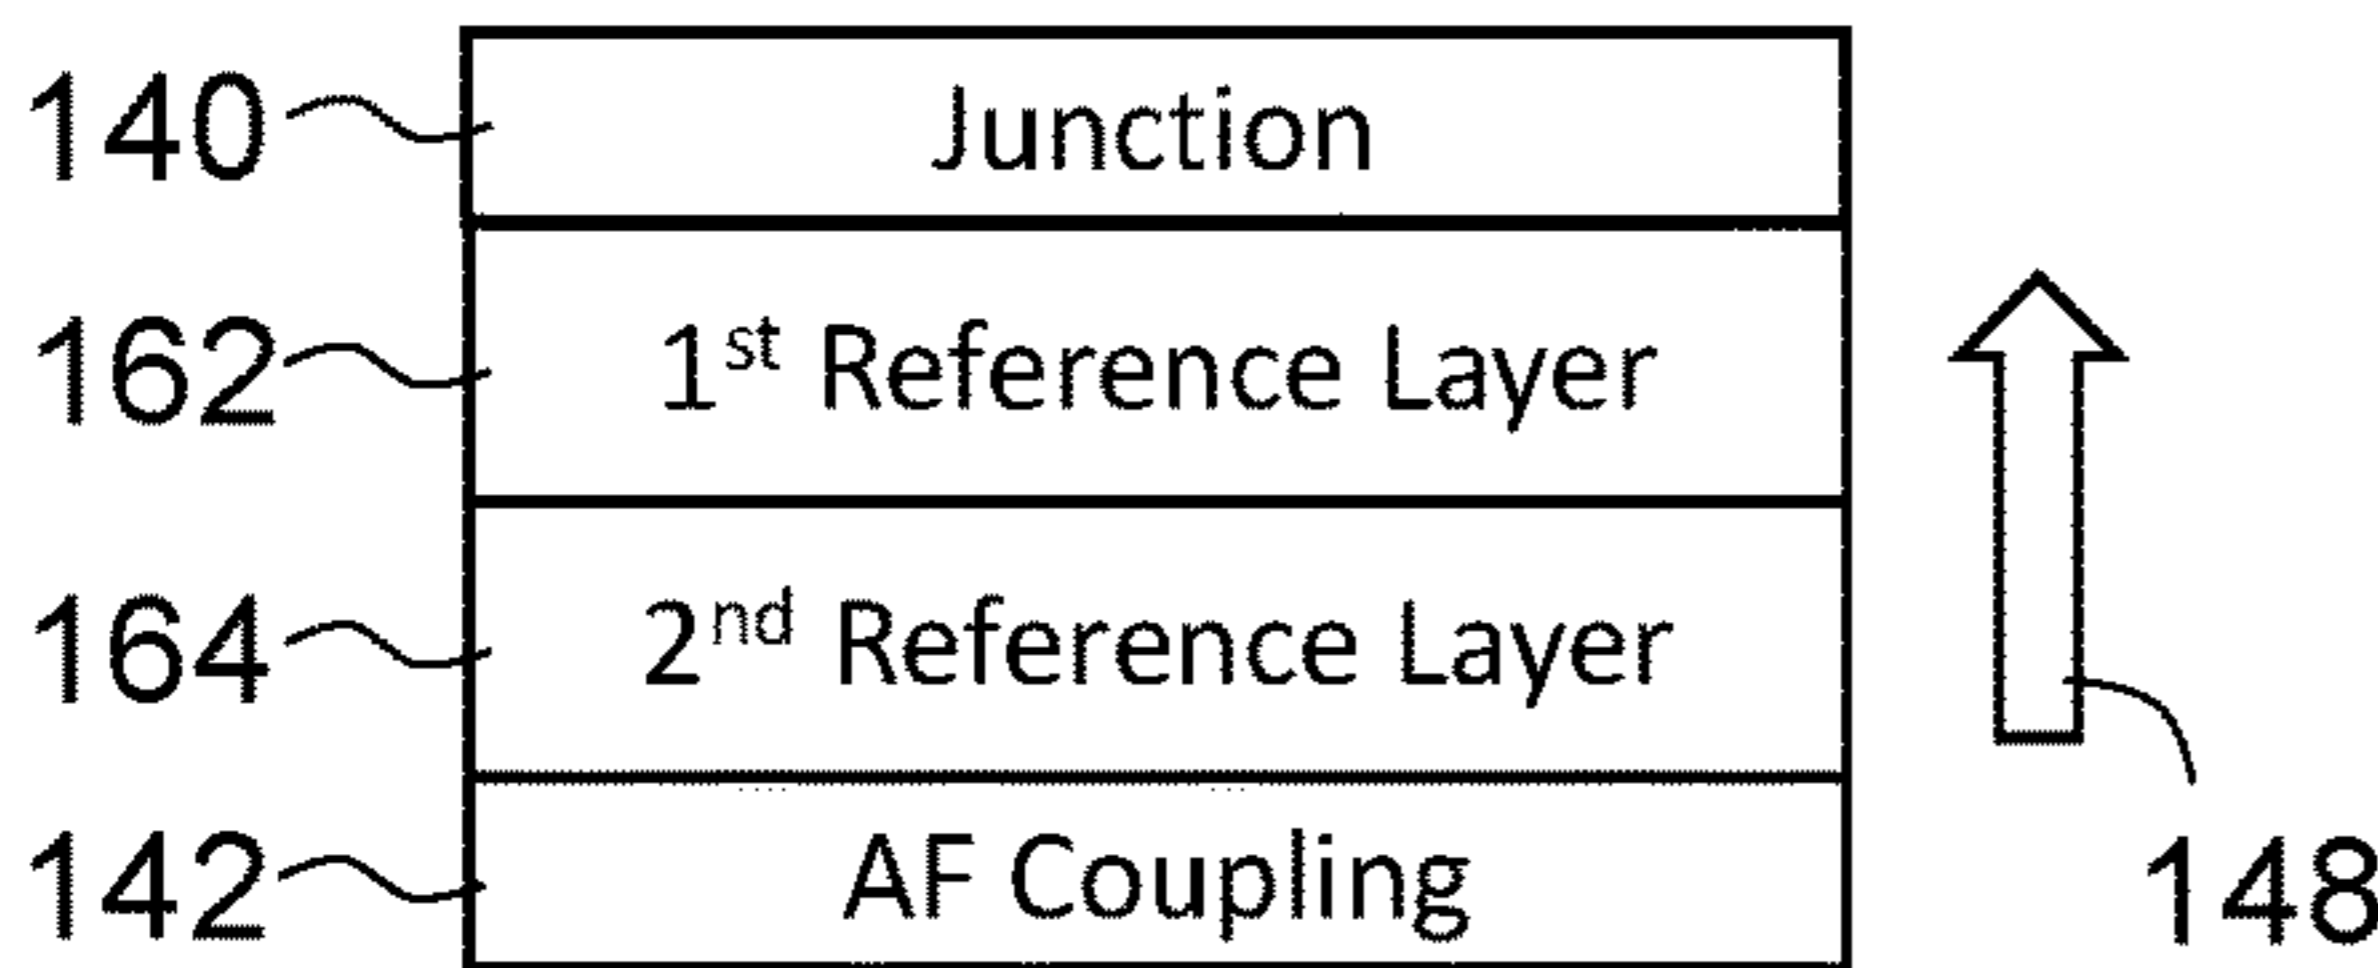 140 Junction
162 1st Reference Layer
164 2nd Reference Layer
142 AF Coupling
148